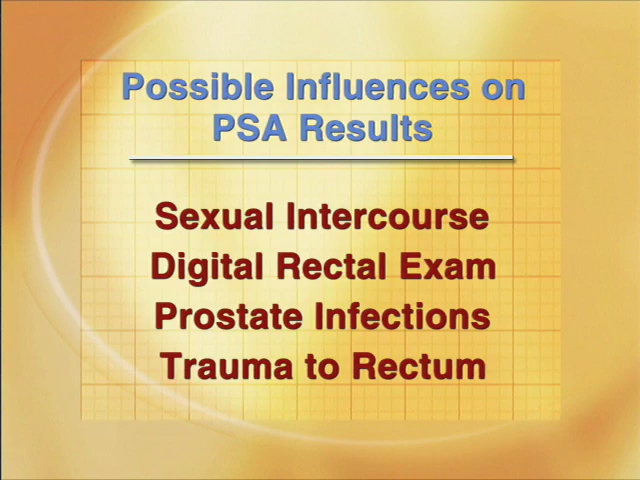 Possible Influences on
PSA Results
Sexual Intercourse
Digital Rectal Exam
Prostate Infections
Trauma to Rectum